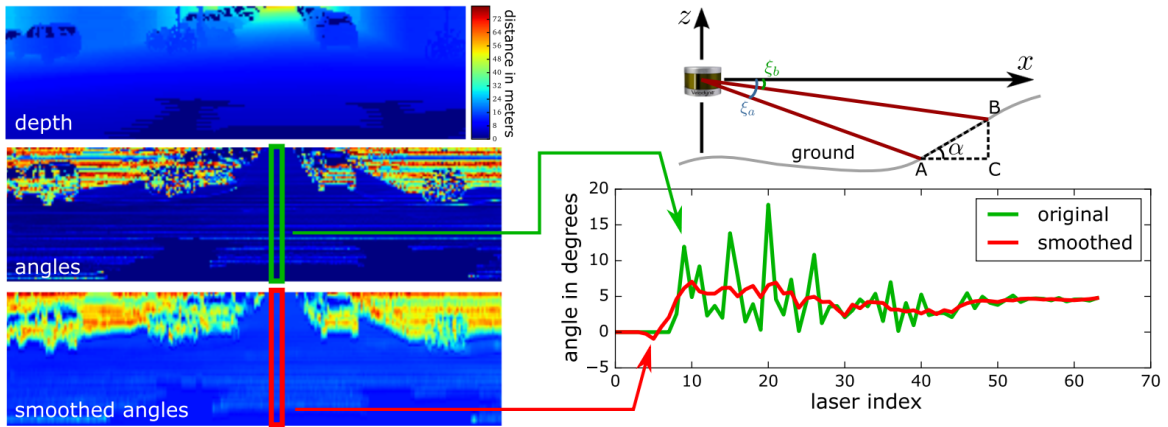 depth
80
72
64
56
48
40
32
24
16
8
0
distance in meters
angles
smoothed angles
z
x
ξb
ξa
Velodyne
ground
A
B
C
α
20
15
10
5
0
−5
0 10 20 30 40 50 60 70
angle in degrees
laser index
original
smoothed